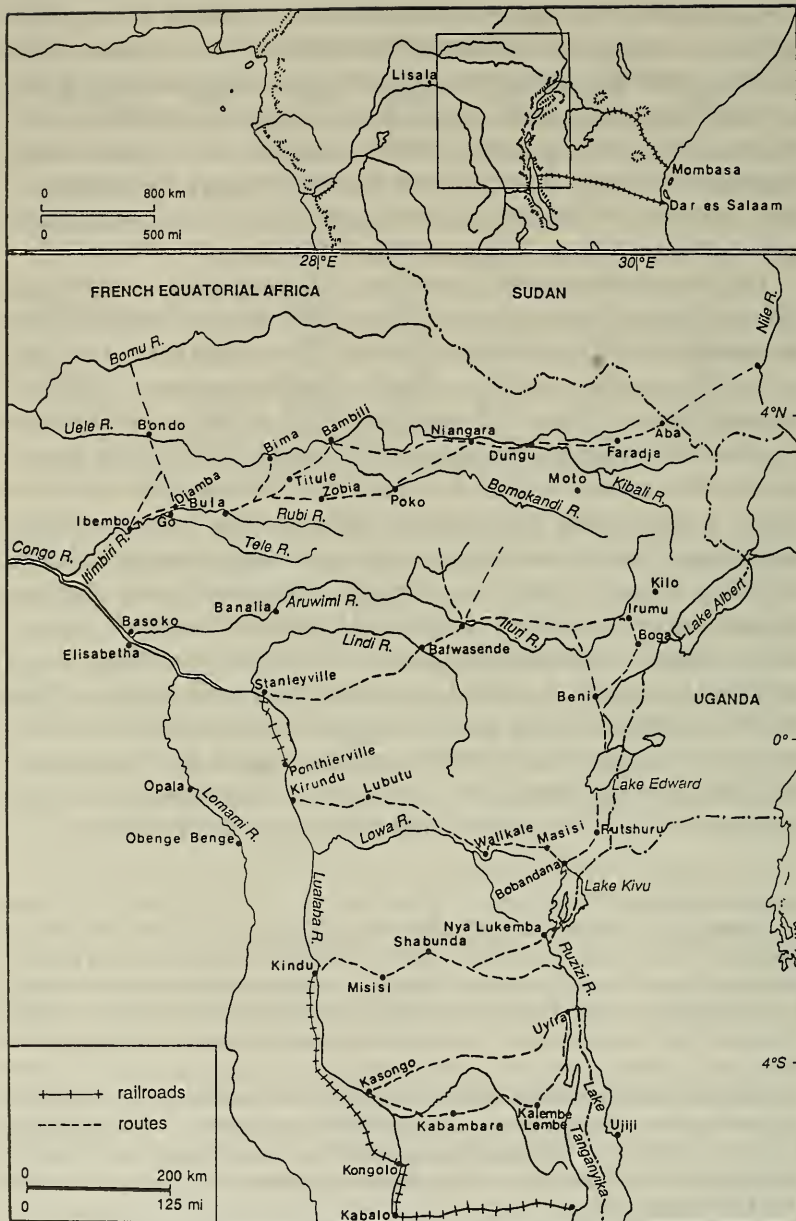 Lisala
Mombasa
Dar es Salaam
0 800 km
0 500 mi
28°E
30°E
FRENCH EQUATORIAL AFRICA
SUDAN
Nile R.
Bomu R.
4°N
Uele R.
Bondo
Bima
Bambili
Niangara
Dungu
Faradje
Aba
Titule
Zobia
Poko
Moto
Bomokandi R.
Kibali R.
Djamba
Bula
Go
Ibembo
Rubi R.
Tele R.
Congo R.
Itimbiri R.
Kilo
Lake Albert
Banalia
Aruwimi R.
Ituri R.
Irumu
Boga
Basoko
Elisabetha
Lindi R.
Bafwasende
Stanleyville
Beni
UGANDA
0°
Ponthierville
Kirundu
Lubutu
Lake Edward
Opala
Lomami R.
Obenge Benge
Lowa R.
Walikale
Masisi
Rutshuru
Bobandana
Lake Kivu
Lualaba R.
Nya Lukemba
Shabunda
Kindu
Misisi
Ruzizi R.
Uyira
4°S
Kasongo
Kabambare
Kalembe
Lembe
Lake Tanganyika
Ujiji
Kongolo
Kabalo
railroads
routes
0 200 km
0 125 mi